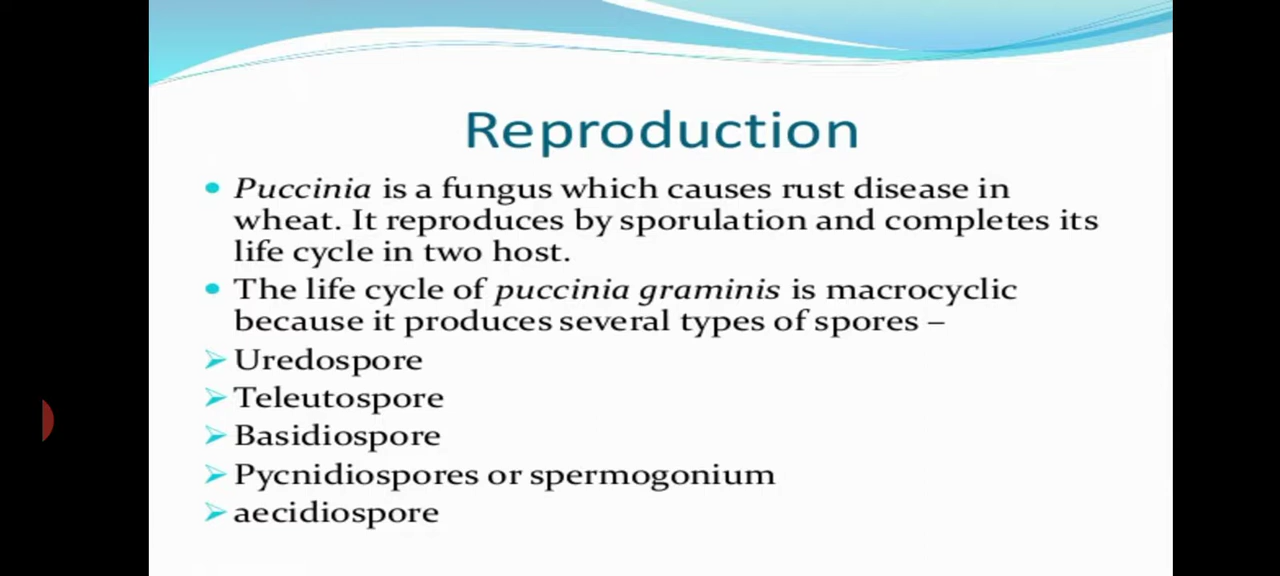 Reproduction
Puccinia is a fungus which causes rust disease in
wheat. It reproduces by sporulation and completes its
life cycle in two host.
The life cycle of puccinia graminis is macrocyclic
because it produces several types of spores –
Uredospore
Teleutospore
Basidiospore
Pycnidiospores or spermogonium
aecidiospore